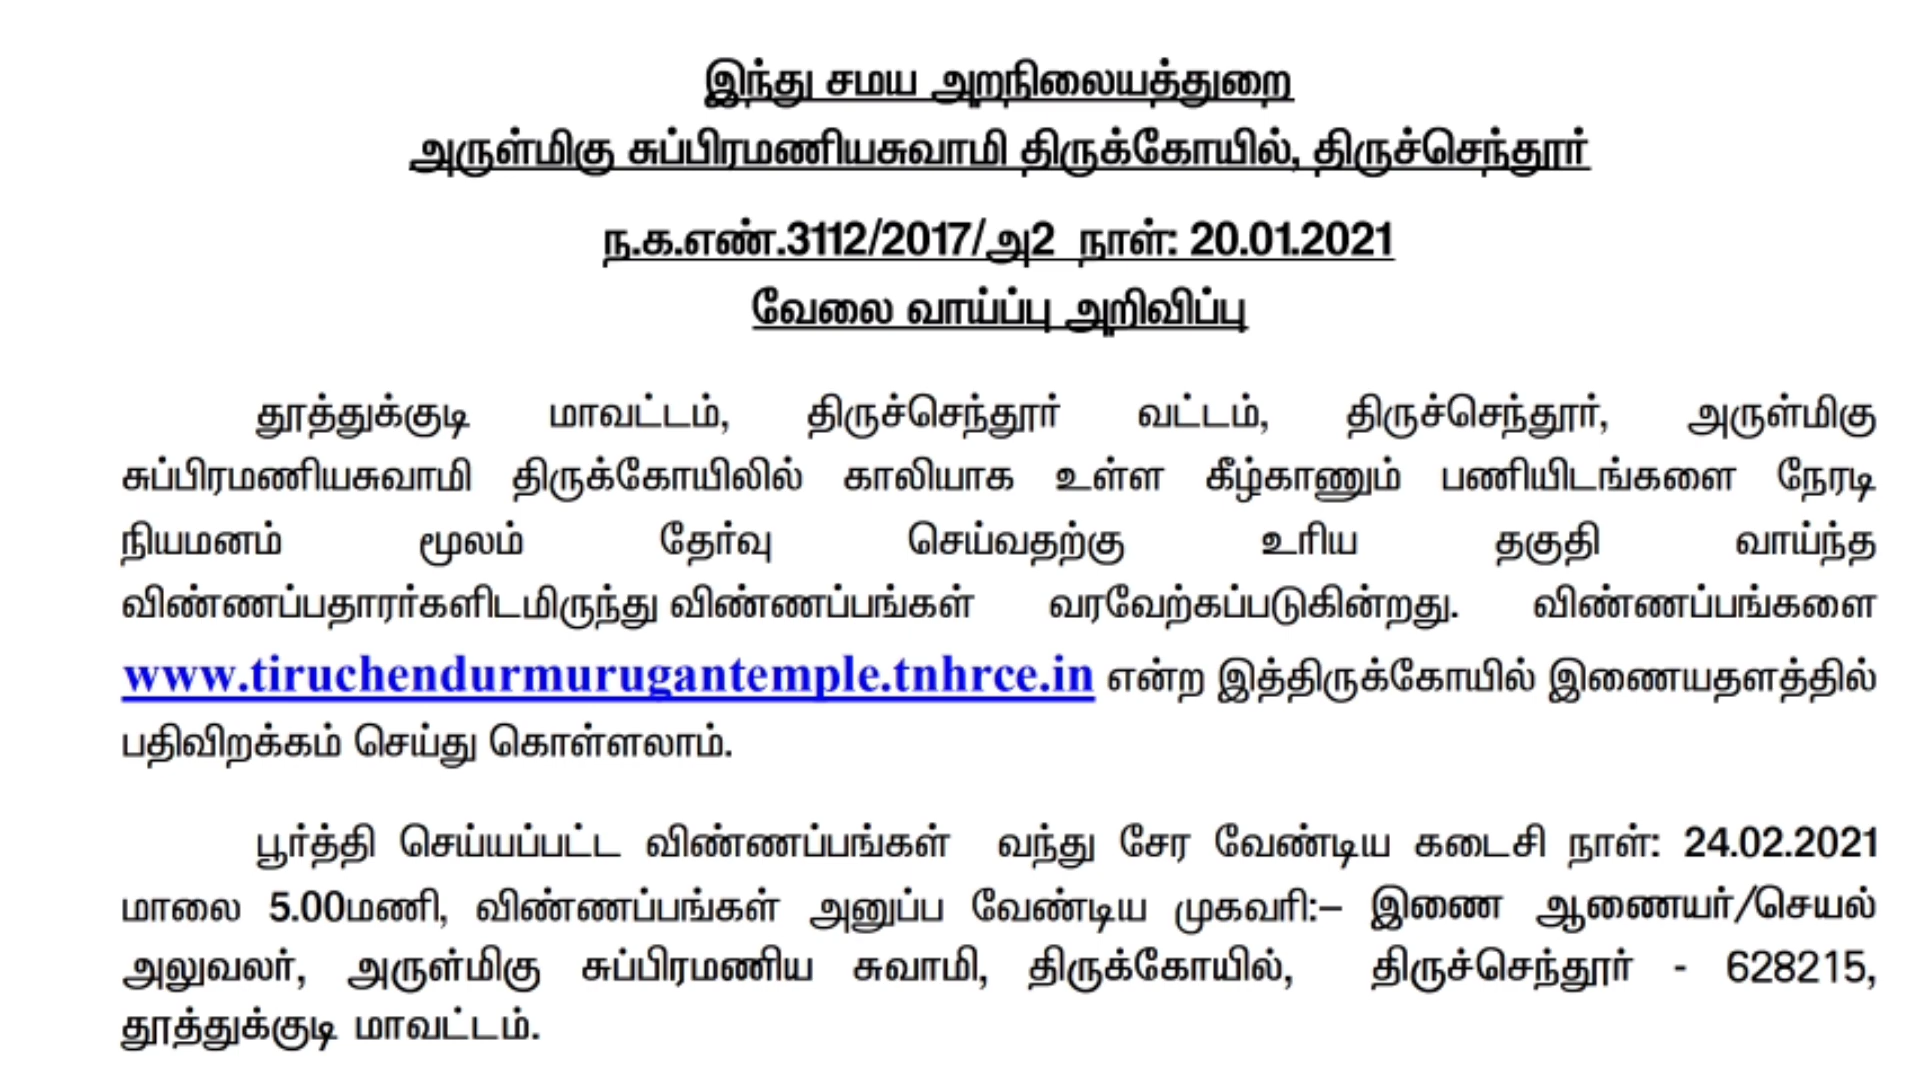 இந்து சமய அறநிலையத்துறை
அருள்மிகு சுப்பிரமணியசுவாமி திருக்கோயில், திருச்செந்தூர்
ந.க.எண்.3112/2017/அ2 நாள்: 20.01.2021
வேலை வாய்ப்பு அறிவிப்பு
தூத்துக்குடி மாவட்டம், திருச்செந்தூர் வட்டம், திருச்செந்தூர், அருள்மிகு
சுப்பிரமணியசுவாமி திருக்கோயிலில் காலியாக உள்ள கீழ்காணும் பணியிடங்களை நேரடி
நியமனம் மூலம் தேர்வு செய்வதற்கு உரிய தகுதி வாய்ந்த
விண்ணப்பதாரர்களிடமிருந்து விண்ணப்பங்கள் வரவேற்கப்படுகின்றது. விண்ணப்பங்களை
www.tiruchendurmurugantemple.tnhrce.in என்ற இத்திருக்கோயில் இணையதளத்தில்
பதிவிறக்கம் செய்து கொள்ளலாம்.
பூர்த்தி செய்யப்பட்ட விண்ணப்பங்கள் வந்து சேர வேண்டிய கடைசி நாள்: 24.02.2021
மாலை 5.00மணி, விண்ணப்பங்கள் அனுப்ப வேண்டிய முகவரி:– இணை ஆணையர்/செயல்
அலுவலர், அருள்மிகு சுப்பிரமணிய சுவாமி, திருக்கோயில், திருச்செந்தூர் - 628215,
தூத்துக்குடி மாவட்டம்.